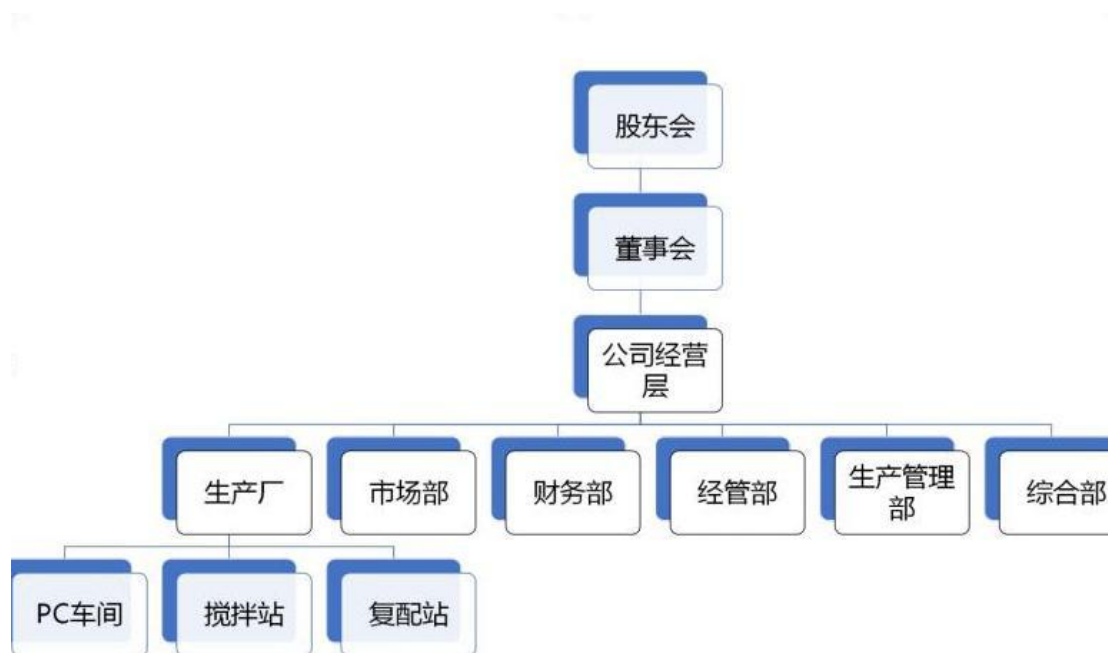 股东会
董事会
公司经营
层
生产厂
市场部
财务部
经管部
生产管理
部
综合部
PC车间
搅拌站
复配站